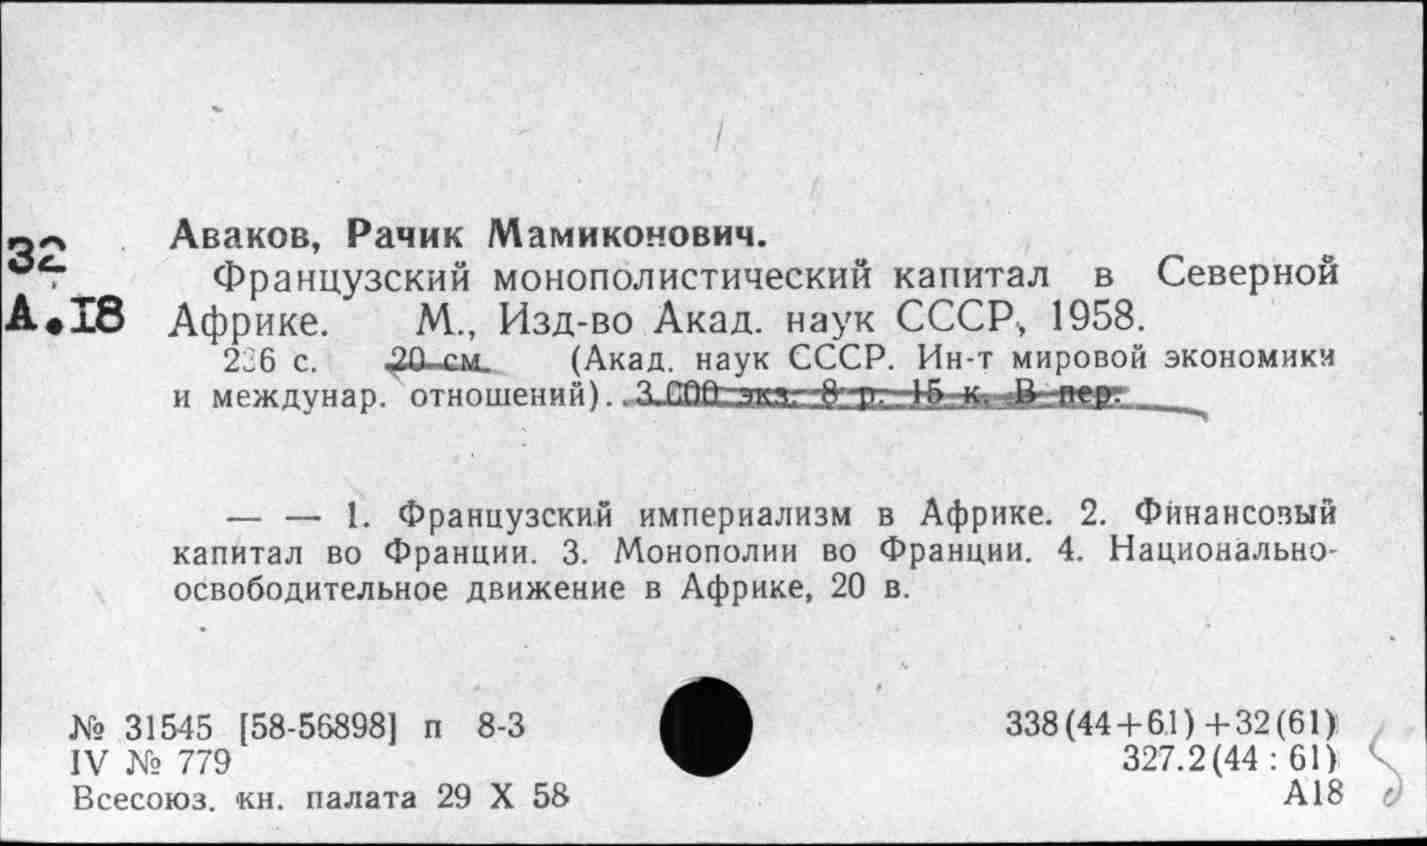 32
А.18
Аваков, Рачик Мамиконович.
Французский монополистический капитал в Северной
Африке. М., Изд-во Акад. наук СССР, 1958.
с. 20 см. (Акад. наук СССР. Ин-т мировой экономики
и междунар. отношений). экз. 8 р. 15 к. В пер.
— — 1. Французский империализм в Африке. 2. Финансовый
капитал во Франции. 3. Монополии во Франции. 4. Национально-
освободительное движение в Африке, 20 в.
№ 31545 [58-56898] п 8-3
IV № 779
Всесоюз. кн. палата 29 X 58
338(44+61)+32(61)
327.2(44 : 61)
А18